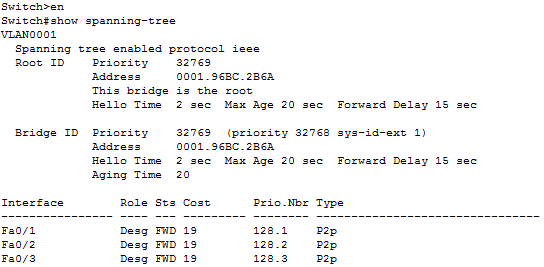 Switch>en
Switch#show spanning-tree
VLAN0001
  Spanning tree enabled protocol ieee
  Root ID    Priority    32769
             Address     0001.96BC.2B6A
             This bridge is the root
             Hello Time  2 sec  Max Age 20 sec  Forward Delay 15 sec

  Bridge ID  Priority    32769  (priority 32768 sys-id-ext 1)
             Address     0001.96BC.2B6A
             Hello Time  2 sec  Max Age 20 sec  Forward Delay 15 sec
             Aging Time  20

Interface        Role Sts Cost      Prio.Nbr Type
---------------- ---- --- --------- -------- --------------------------------
Fa0/1            Desg FWD 19        128.1    P2p
Fa0/2            Desg FWD 19        128.2    P2p
Fa0/3            Desg FWD 19        128.3    P2p